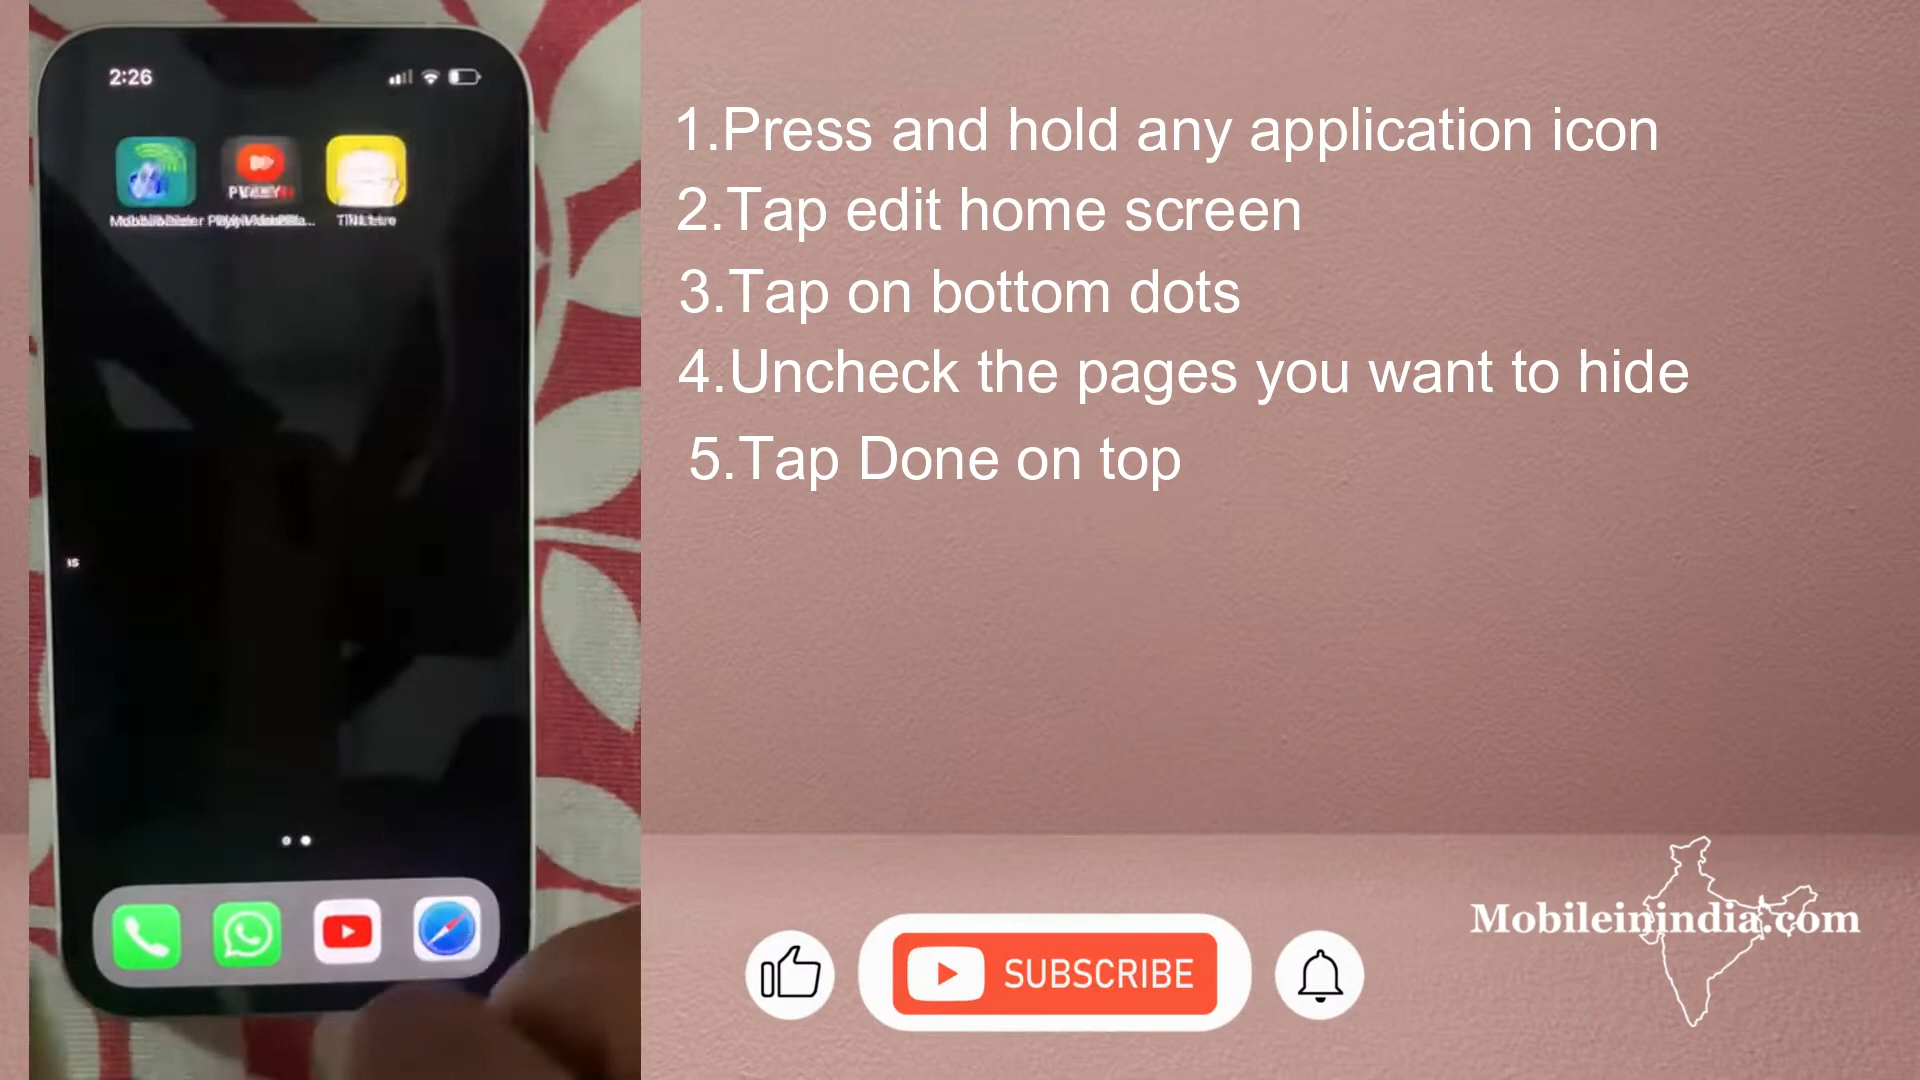 2:26
1.Press and hold any application icon
2.Tap edit home screen
3.Tap on bottom dots
4.Uncheck the pages you want to hide
5.Tap Done on top
SUBSCRIBE
Mobileinindia.com